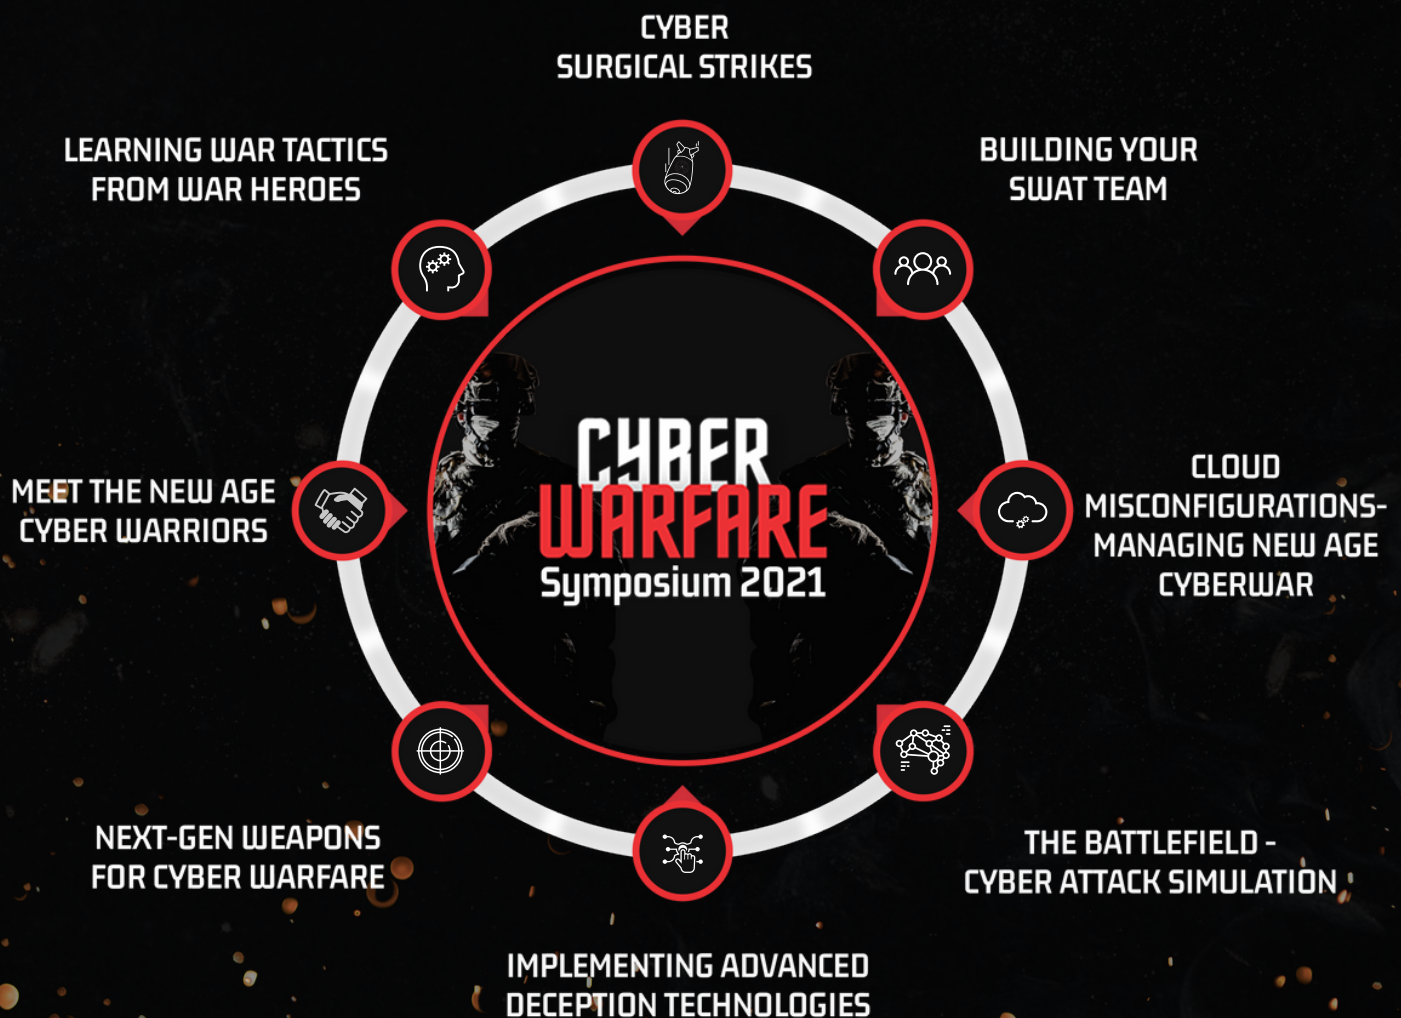 CYBER
SURGICAL STRIKES
LEARNING WAR TACTICS
FROM WAR HEROES
BUILDING YOUR
SWAT TEAM
MEET THE NEW AGE
CYBER WARRIORS
CYBER
WARFARE
Symposium 2021
CLOUD
MISCONFIGURATIONS-
MANAGING NEW AGE
CYBERWAR
NEXT-GEN WEAPONS
FOR CYBER WARFARE
THE BATTLEFIELD -
CYBER ATTACK SIMULATION
IMPLEMENTING ADVANCED
DECEPTION TECHNOLOGIES